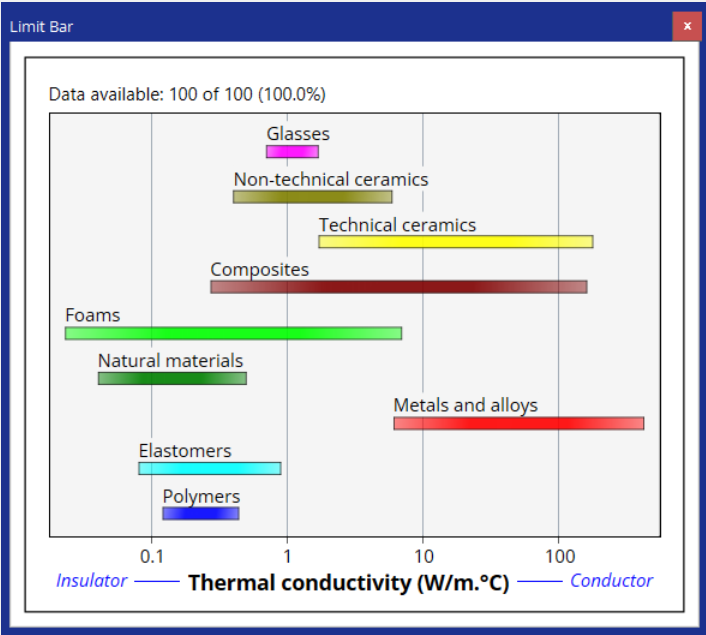 Limit Bar
x
Data available: 100 of 100 (100.0%)
Glasses
Non-technical ceramics
Technical ceramics
Composites
Foams
Natural materials
Metals and alloys
Elastomers
Polymers
0.1 1 10 100
Insulator Thermal conductivity (W/m.°C) Conductor